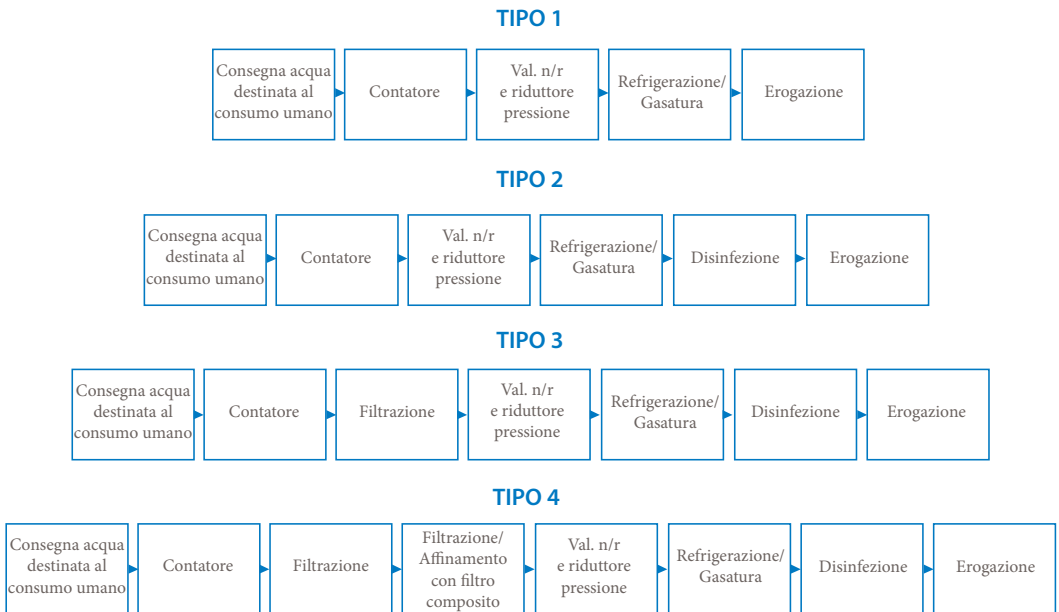 TIPO 1
Consegna acqua
destinata al
consumo umano
Contatore
Val. n/r
e riduttore
pressione
Refrigerazione/
Gasatura
Erogazione
TIPO 2
Consegna acqua
destinata al
consumo umano
Contatore
Val. n/r
e riduttore
pressione
Refrigerazione/
Gasatura
Disinfezione
Erogazione
TIPO 3
Consegna acqua
destinata al
consumo umano
Contatore
Filtrazione
Val. n/r
e riduttore
pressione
Refrigerazione/
Gasatura
Disinfezione
Erogazione
TIPO 4
Consegna acqua
destinata al
consumo umano
Contatore
Filtrazione
Filtrazione/
Affinamento
con filtro
composito
Val. n/r
e riduttore
pressione
Refrigerazione/
Gasatura
Disinfezione
Erogazione